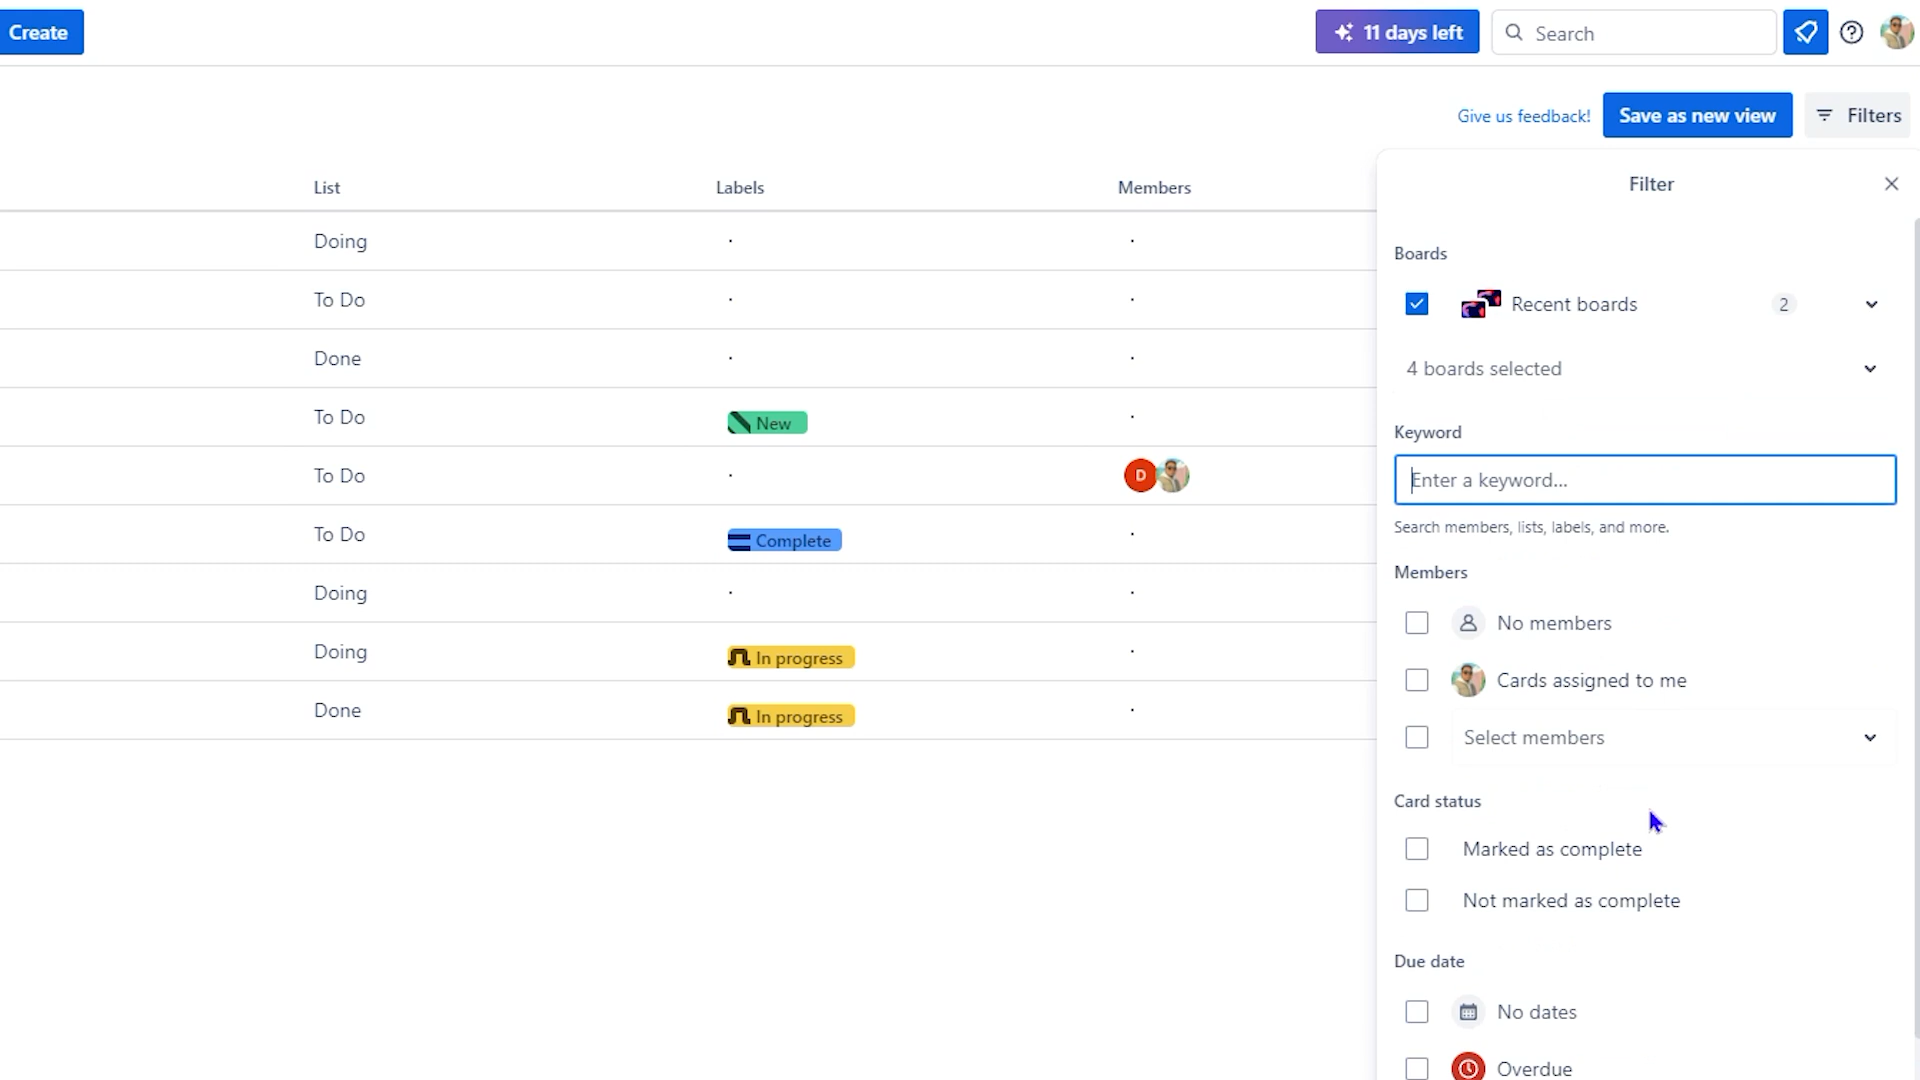 Create
11 days left
Search
Give us feedback!
Save as new view
Filters
List
Labels
Members
Doing
To Do
Done
To Do
New
To Do
D
To Do
Complete
Doing
Doing
In progress
Done
In progress
Filter
Boards
Recent boards
2
4 boards selected
Keyword
Enter a keyword...
Search members, lists, labels, and more.
Members
No members
Cards assigned to me
Select members
Card status
Marked as complete
Not marked as complete
Due date
No dates
Overdue